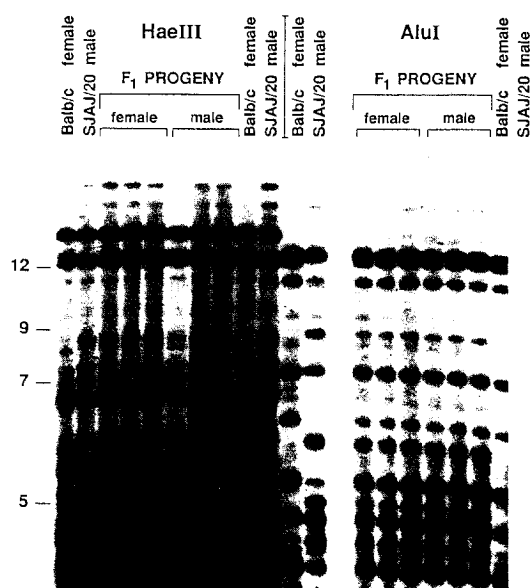 HaeIII
AluI
Balb/c female
SJAJ/20 male
F1 PROGENY
female
male
Balb/c female
SJAJ/20 male
Balb/c female
SJAJ/20 male
F1 PROGENY
female
male
Balb/c female
SJAJ/20 male
12
9
7
5